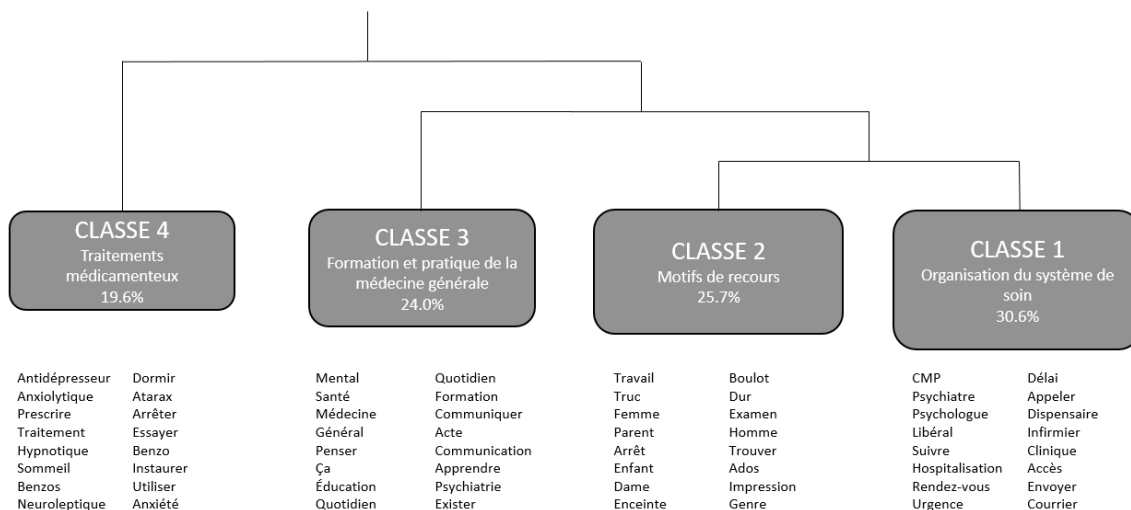 CLASSE 4
Traitements
médicamenteux
19.6%
CLASSE 3
Formation et pratique de la
médecine générale
24.0%
CLASSE 2
Motifs de recours
25.7%
CLASSE 1
Organisation du système de
soin
30.6%
Antidépresseur Dormir
Anxiolytique Atarax
Prescrire Arrêter
Traitement Essayer
Hypnotique Benzo
Sommeil Instaurer
Benzos Utiliser
Neuroleptique Anxiété
Mental Quotidien
Santé Formation
Médecine Communiquer
Général Acte
Penser Communication
Ça Apprendre
Éducation Psychiatrie
Quotidien Exister
Travail Boulot
Truc Dur
Femme Examen
Parent Homme
Arrêt Trouver
Enfant Ados
Dame Impression
Enceinte Genre
CMP Délai
Psychiatre Appeler
Psychologue Dispensaire
Libéral Infirmier
Suivre Clinique
Hospitalisation Accès
Rendez-vous Envoyer
Urgence Courrier